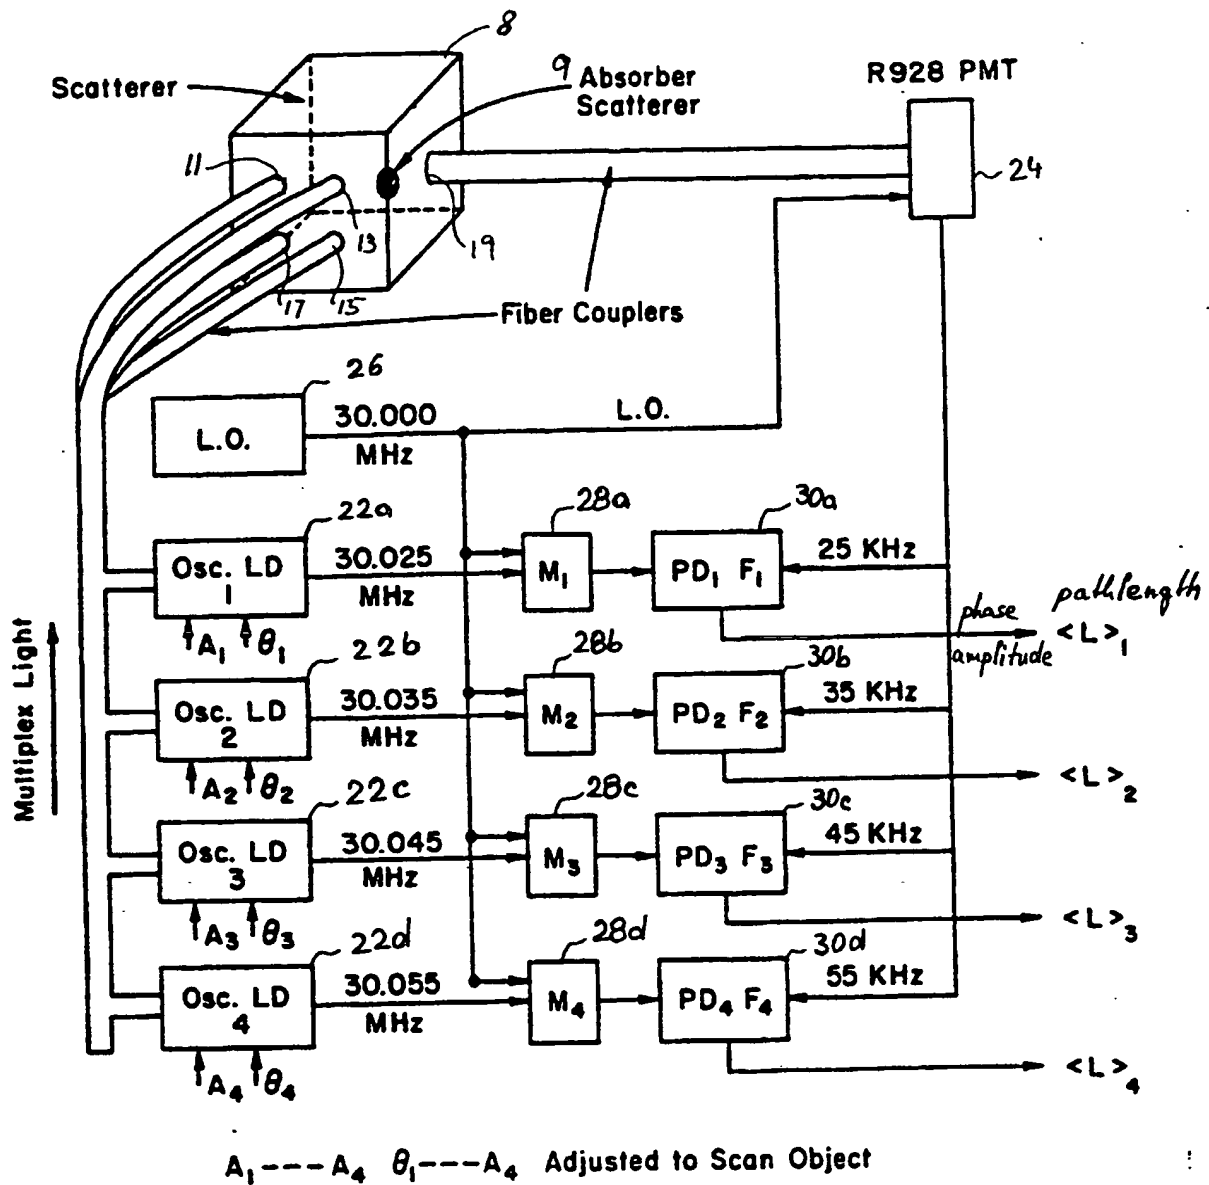 8
Scatterer
9
Absorber
Scatterer
R928 PMT
11
24
13
19
17
15
Fiber Couplers
26
L.O.
30.000
MHz
L.O.
22a
28a
30a
Osc. LD
1
30.025
MHz
M₁
PD₁ F₁
25 KHz
A₁ θ₁
phase
amplitude
pathlength
<L>₁
22b
28b
30b
Osc. LD
2
30.035
MHz
M₂
PD₂ F₂
35 KHz
A₂ θ₂
<L>₂
Multiplex Light
22c
28c
30c
Osc. LD
3
30.045
MHz
M₃
PD₃ F₃
45 KHz
A₃ θ₃
<L>₃
22d
28d
30d
Osc. LD
4
30.055
MHz
M₄
PD₄ F₄
55 KHz
A₄ θ₄
<L>₄
A₁---A₄ θ₁---A₄ Adjusted to Scan Object